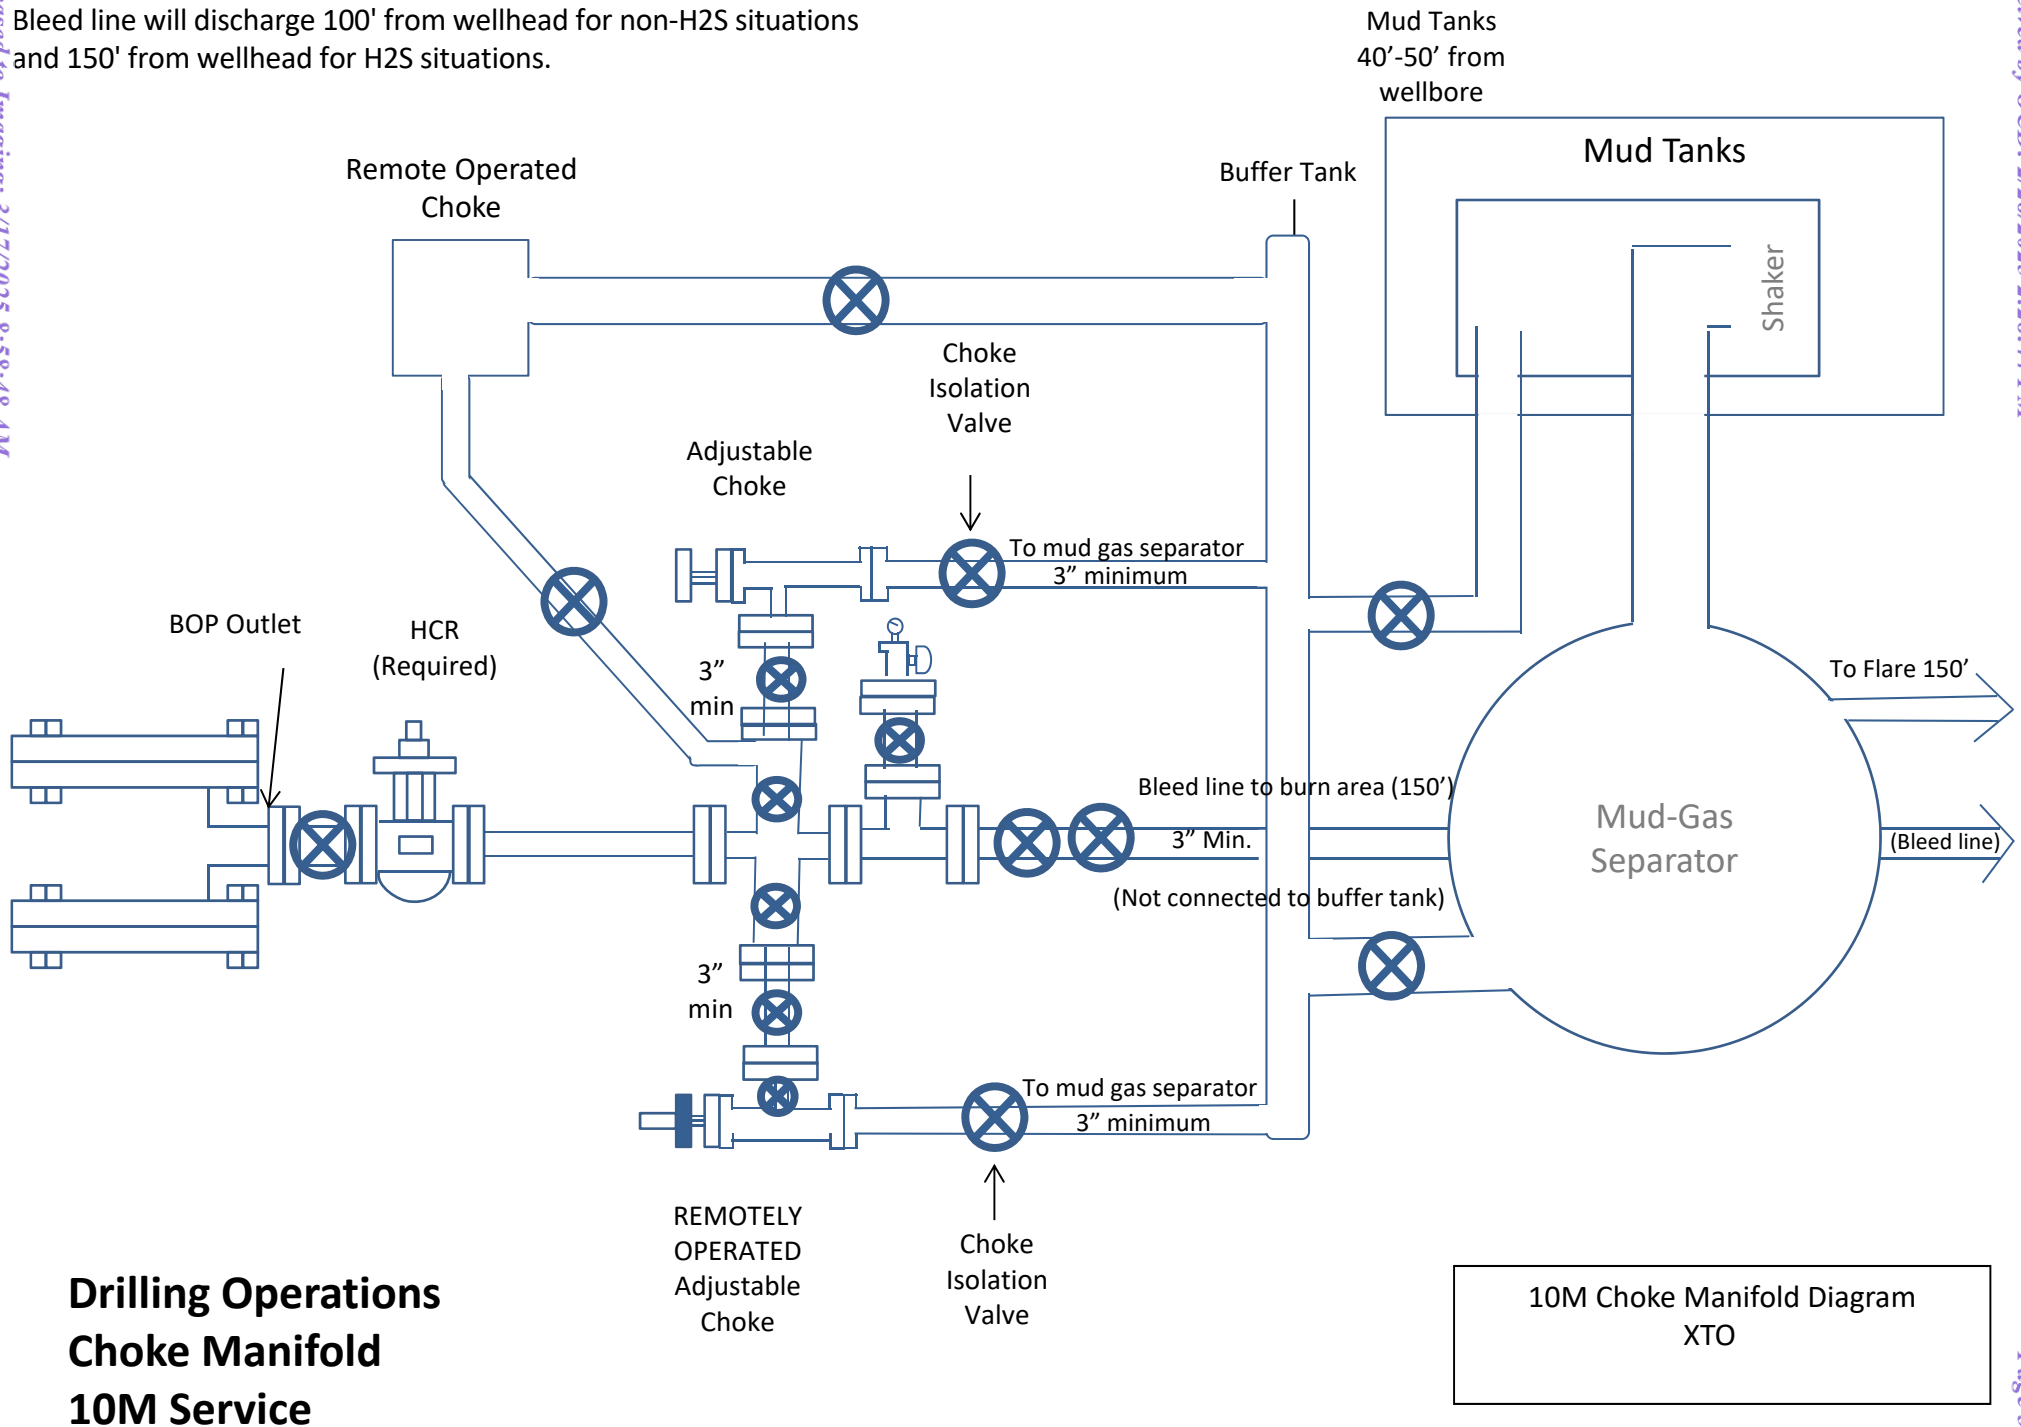 Bleed line will discharge 100' from wellhead for non-H2S situations
and 150' from wellhead for H2S situations.
Mud Tanks
40’-50’ from
wellbore
Mud Tanks
Shaker
Remote Operated
Choke
Buffer Tank
Choke
Isolation
Valve
Adjustable
Choke
To mud gas separator
3” minimum
BOP Outlet
HCR
(Required)
3”
min
To Flare 150’
Bleed line to burn area (150’)
3” Min.
(Not connected to buffer tank)
Mud-Gas
Separator
(Bleed line)
3”
min
To mud gas separator
3” minimum
REMOTELY
OPERATED
Adjustable
Choke
Choke
Isolation
Valve
Drilling Operations
Choke Manifold
10M Service
10M Choke Manifold Diagram
XTO